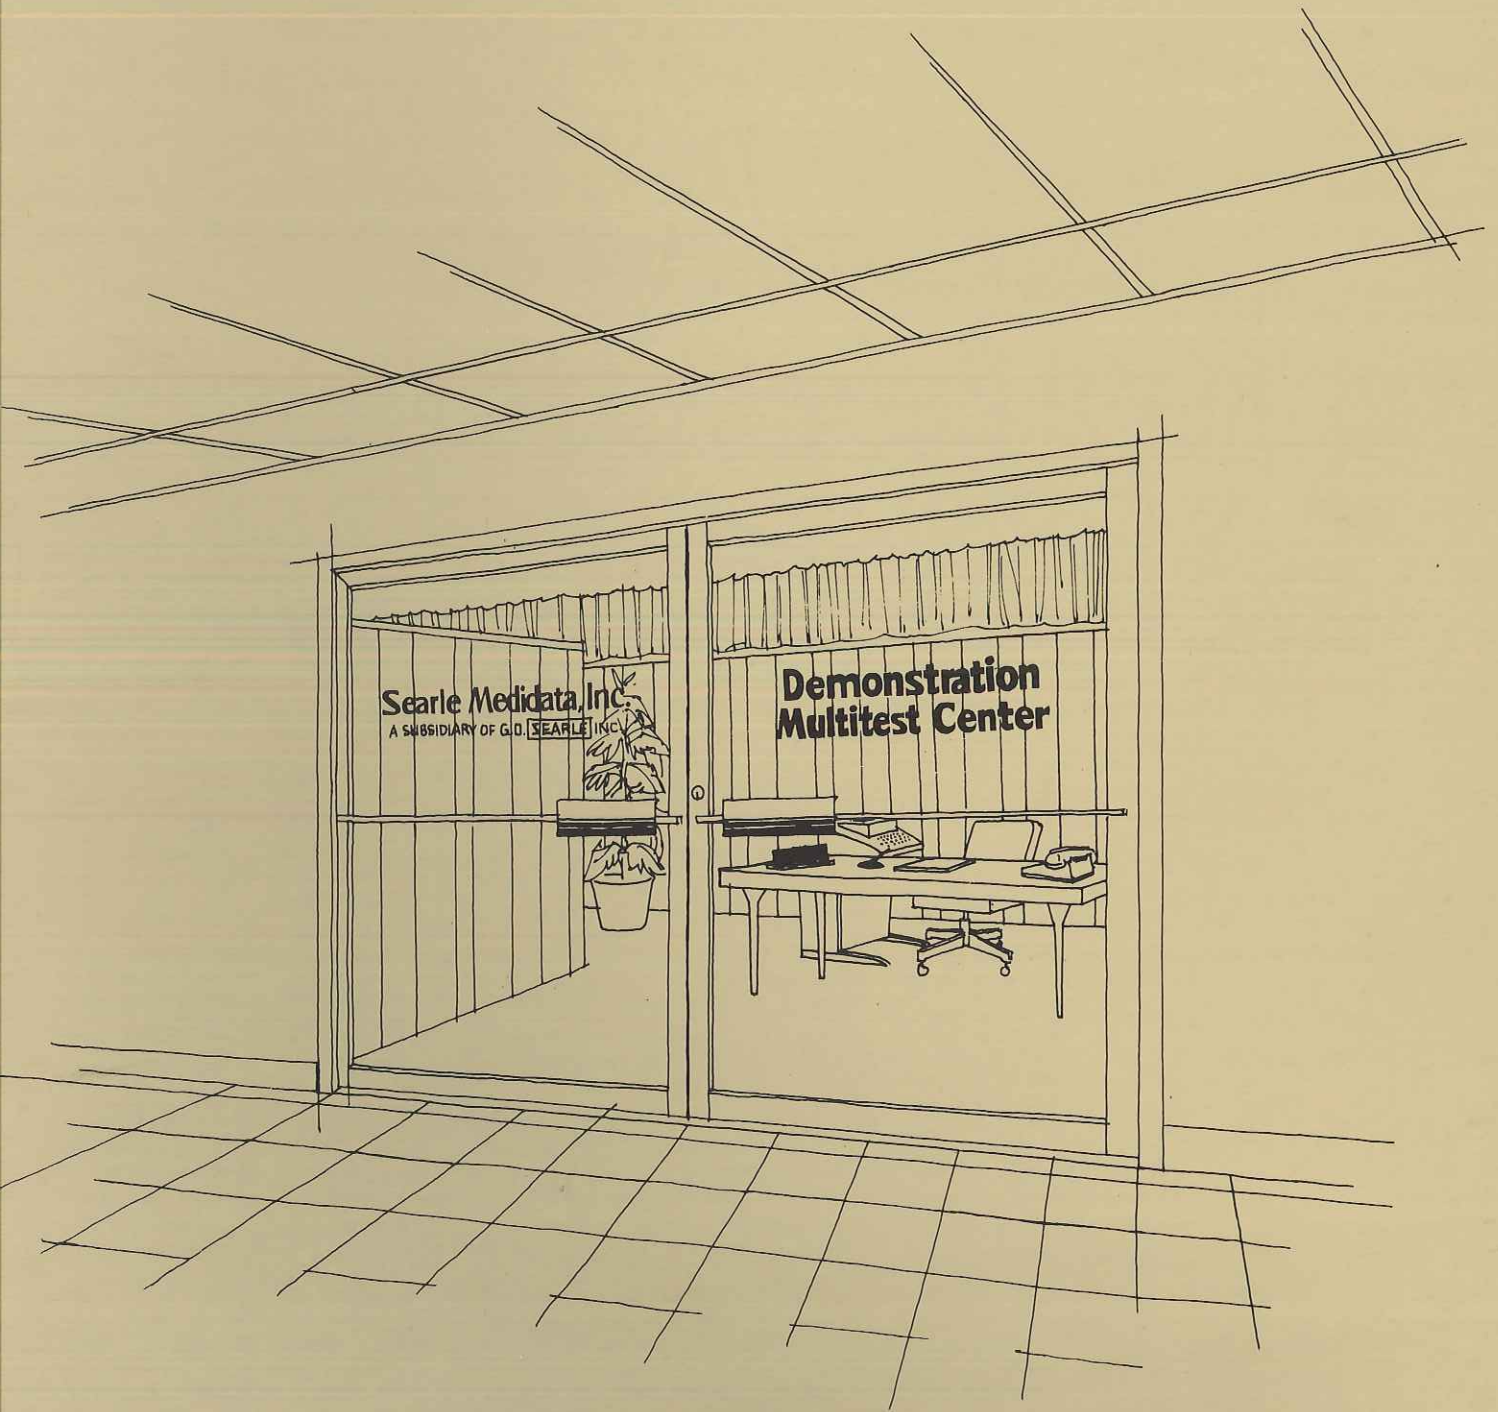 Searle Medidata, Inc.
A SUBSIDIARY OF G.D. SEARLE INC
Demonstration
Multitest Center